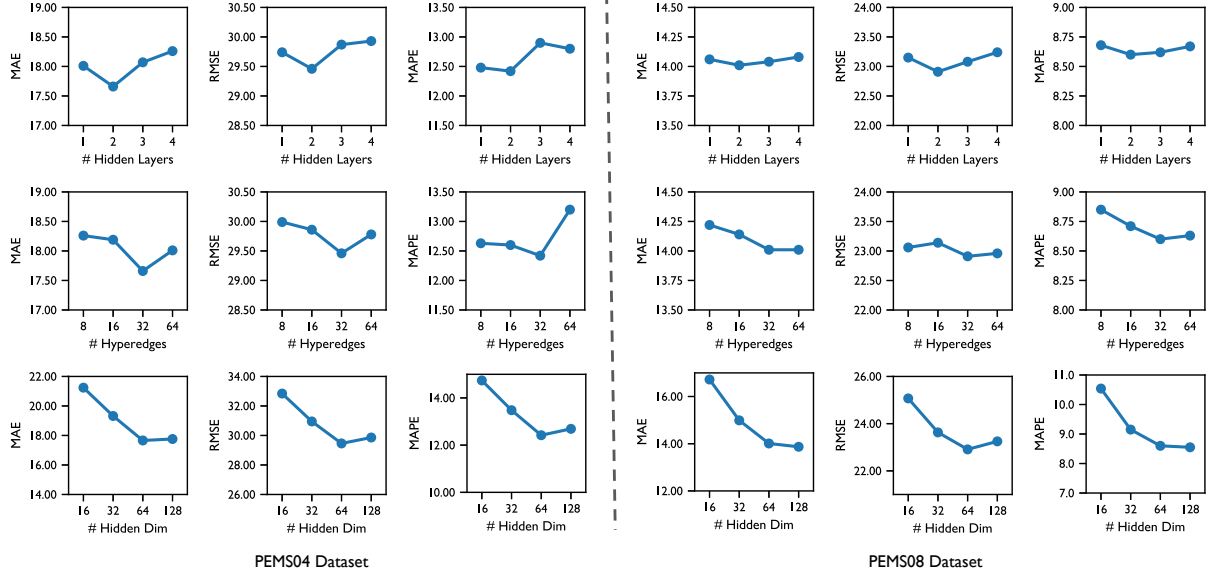 19.00
18.50
18.00
17.50
17.00
MAE
1 2 3 4
# Hidden Layers
30.50
30.00
29.50
29.00
28.50
RMSE
1 2 3 4
# Hidden Layers
13.50
13.00
12.50
12.00
11.50
MAPE
1 2 3 4
# Hidden Layers
14.50
14.25
14.00
13.75
13.50
MAE
1 2 3 4
# Hidden Layers
24.00
23.50
23.00
22.50
22.00
RMSE
1 2 3 4
# Hidden Layers
9.00
8.75
8.50
8.25
8.00
MAPE
1 2 3 4
# Hidden Layers
19.00
18.50
18.00
17.50
17.00
MAE
8 16 32 64
# Hyperedges
30.50
30.00
29.50
29.00
28.50
RMSE
8 16 32 64
# Hyperedges
13.50
13.00
12.50
12.00
11.50
MAPE
8 16 32 64
# Hyperedges
14.50
14.25
14.00
13.75
13.50
MAE
8 16 32 64
# Hyperedges
24.00
23.50
23.00
22.50
22.00
RMSE
8 16 32 64
# Hyperedges
9.00
8.75
8.50
8.25
8.00
MAPE
8 16 32 64
# Hyperedges
22.00
20.00
18.00
16.00
14.00
MAE
16 32 64 128
# Hidden Dim
34.00
32.00
30.00
28.00
26.00
RMSE
16 32 64 128
# Hidden Dim
14.00
12.00
10.00
MAPE
16 32 64 128
# Hidden Dim
16.00
14.00
12.00
MAE
16 32 64 128
# Hidden Dim
26.00
24.00
22.00
RMSE
16 32 64 128
# Hidden Dim
11.0
10.0
9.0
8.0
7.0
MAPE
16 32 64 128
# Hidden Dim
PEMS04 Dataset
PEMS08 Dataset